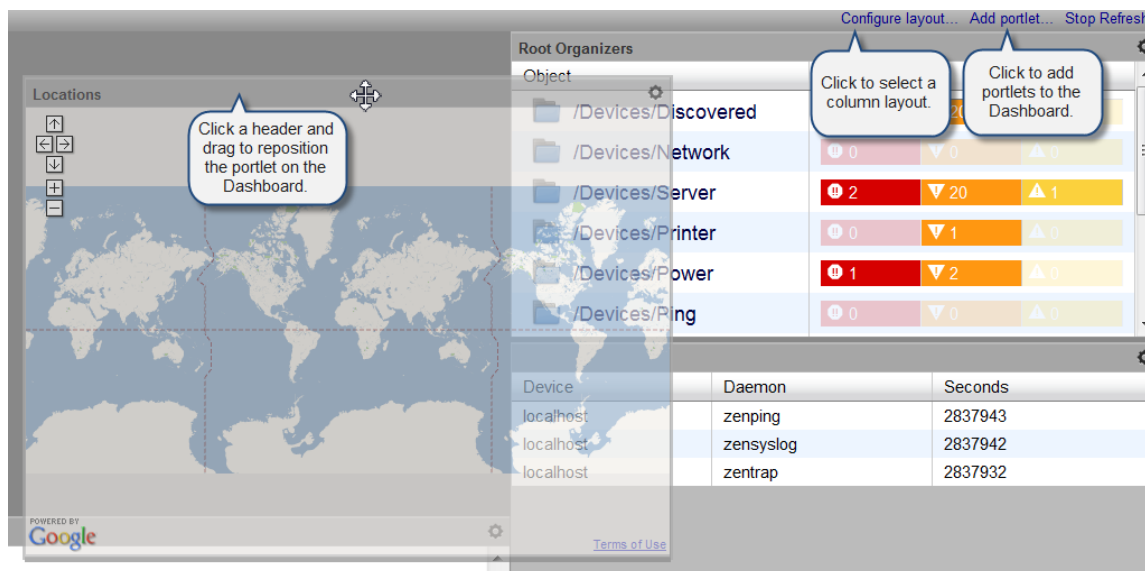 Configure layout... Add portlet... Stop Refresh
Root Organizers
Object
Click to select a
column layout.
Click to add
portlets to the
Dashboard.
Locations
Click a header and
drag to reposition
the portlet on the
Dashboard.
/Devices/Discovered
/Devices/Network 0 0 0
/Devices/Server 2 20 1
/Devices/Printer 0 1 0
/Devices/Power 1 2 0
/Devices/Ping 0 0 0
Device Daemon Seconds
localhost zenping 2837943
localhost zensyslog 2837942
localhost zentrap 2837932
POWERED BY
Google
Terms of Use